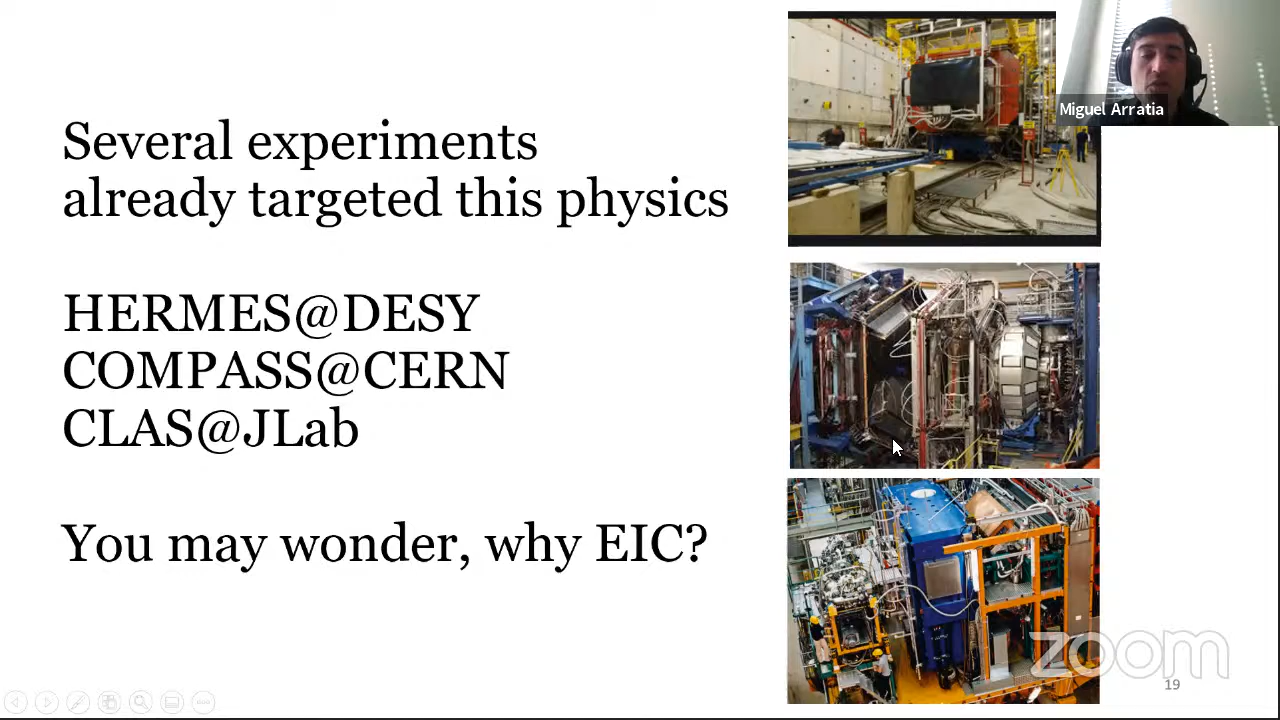 Several experiments
already targeted this physics
HERMES@DESY
COMPASS@CERN
CLAS@JLab
You may wonder, why EIC?
Miguel Arratia
zoom
19